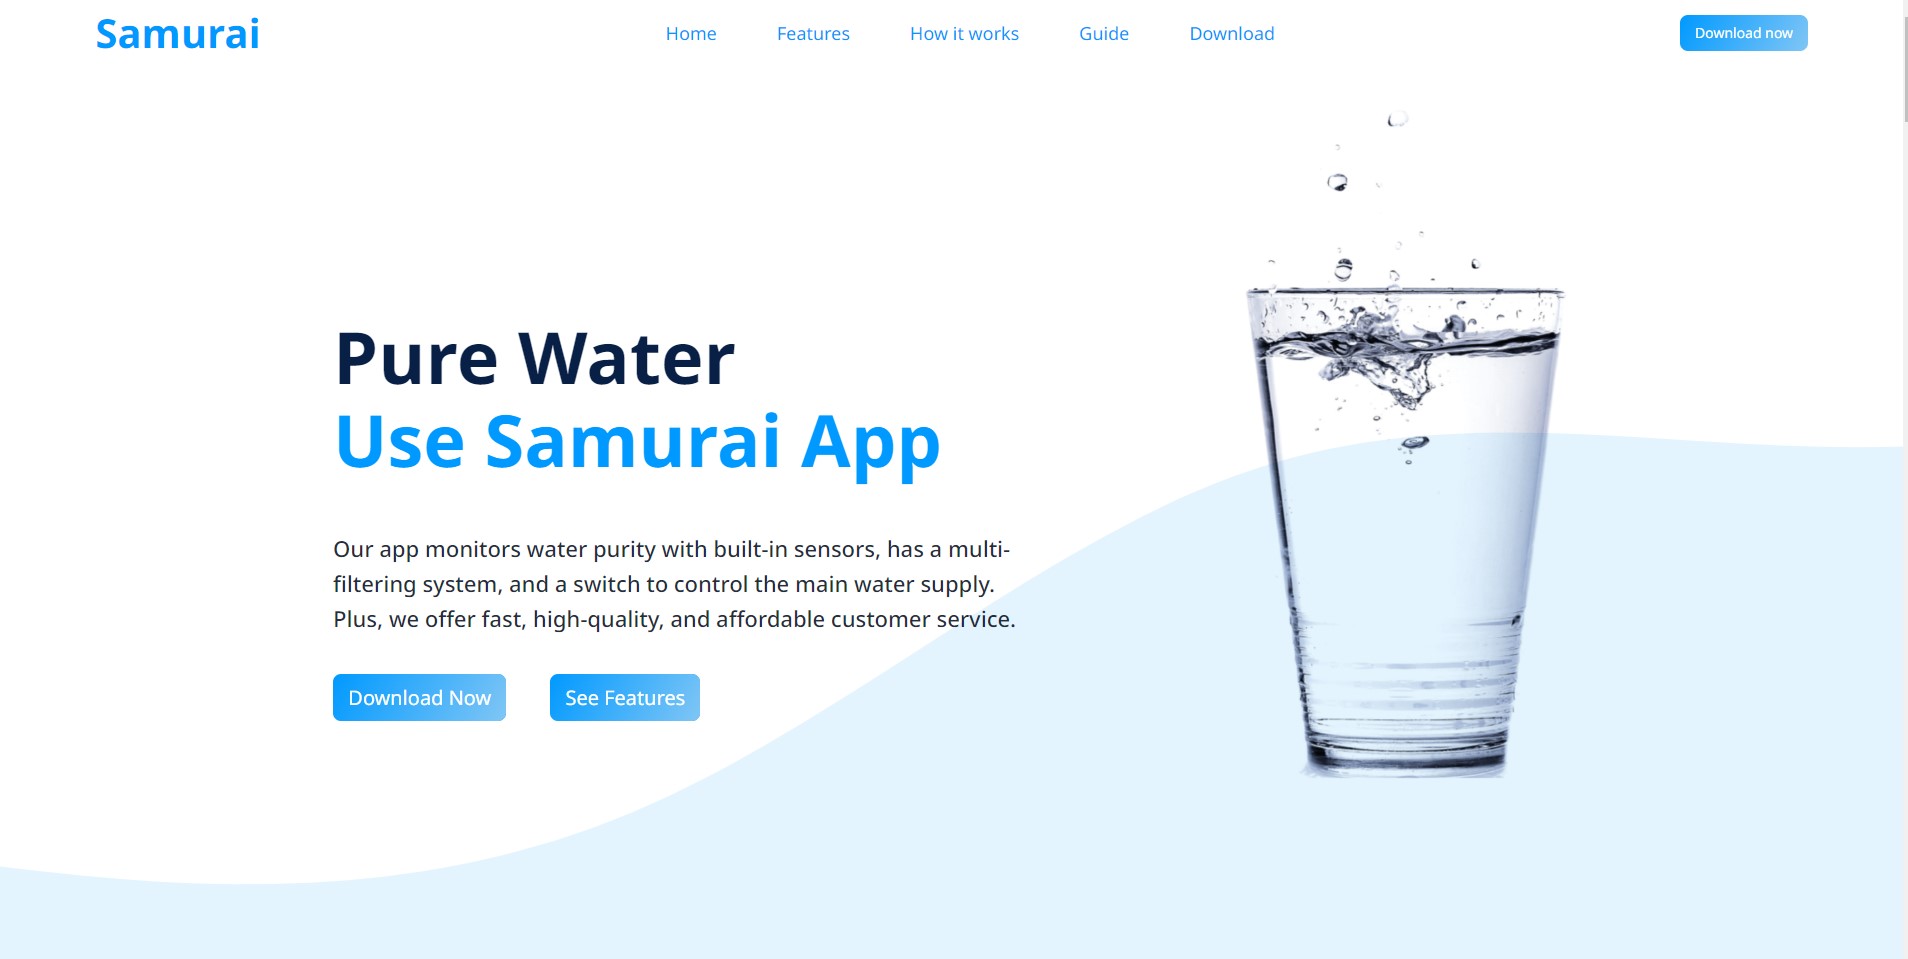 Samurai
Home
Features
How it works
Guide
Download
Download now
Pure Water
Use Samurai App
Our app monitors water purity with built-in sensors, has a multi-
filtering system, and a switch to control the main water supply.
Plus, we offer fast, high-quality, and affordable customer service.
Download Now
See Features